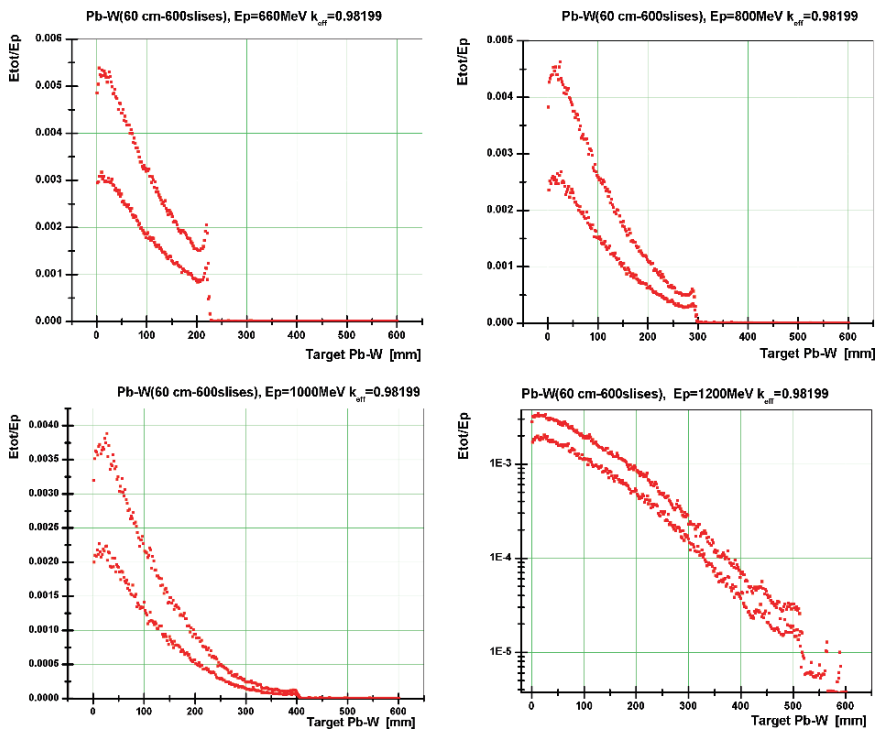 Pb-W(60 cm-600slises), Ep=660MeV keff=0.98199
Etot/Ep
0.006
0.005
0.004
0.003
0.002
0.001
0.000
0 100 200 300 400 500 600
Target Pb-W [mm]
Pb-W(60 cm-600slises), Ep=800MeV keff=0.98199
Etot/Ep
0.005
0.004
0.003
0.002
0.001
0.000
0 100 200 300 400 500 600
Target Pb-W [mm]
Pb-W(60 cm-600slises), Ep=1000MeV keff=0.98199
Etot/Ep
0.0040
0.0035
0.0030
0.0025
0.0020
0.0015
0.0010
0.0005
0.0000
0 100 200 300 400 500 600
Target Pb-W [mm]
Pb-W(60 cm-600slises), Ep=1200MeV keff=0.98199
Etot/Ep
1E-3
1E-4
1E-5
0 100 200 300 400 500 600
Target Pb-W [mm]